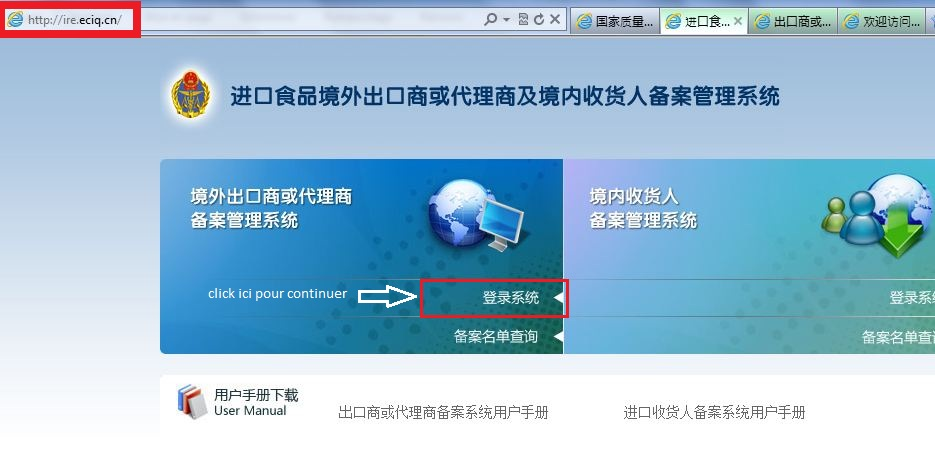 http://ire.eciq.cn/
国家质量...
进口食...
出口商或...
欢迎访问...
进口食品境外出口商或代理商及境内收货人备案管理系统
境外出口商或代理商
备案管理系统
境内收货人
备案管理系统
click ici pour continuer
登录系统
登录系
备案名单查询
备案名单查
用户手册下载
User Manual
出口商或代理商备案系统用户手册
进口收货人备案系统用户手册